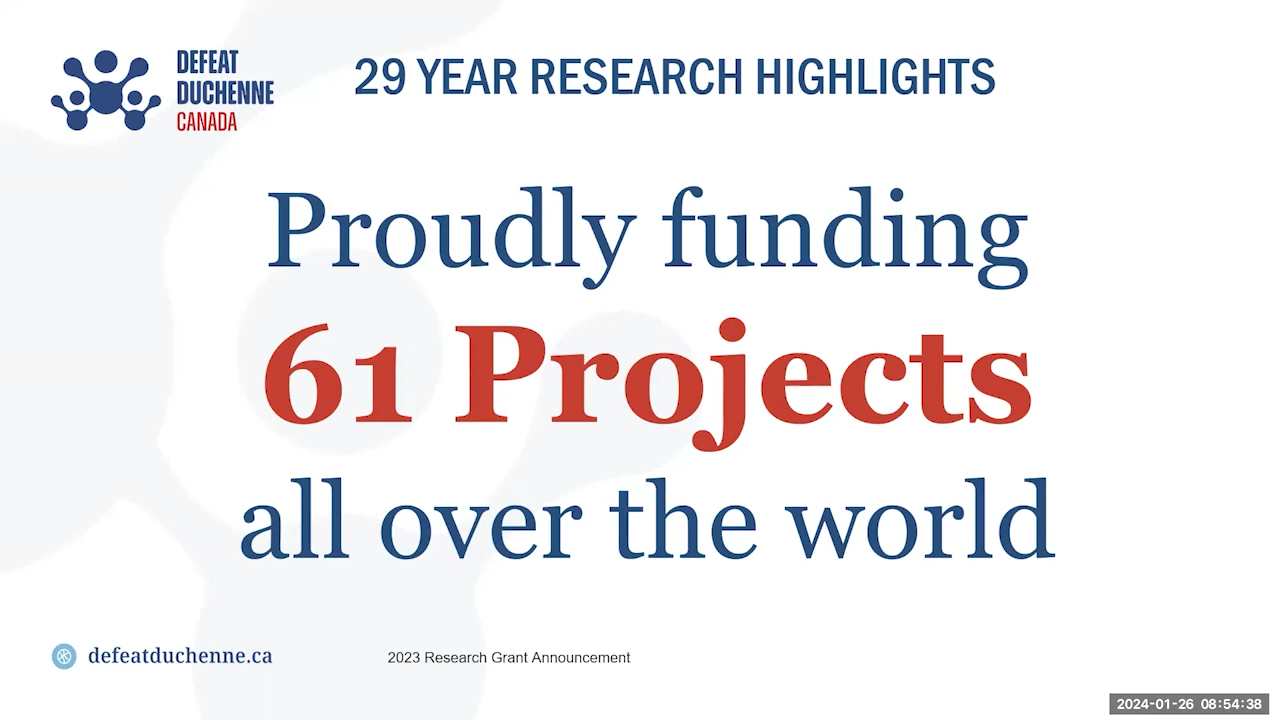 DEFEAT
DUCHENNE
CANADA
29 YEAR RESEARCH HIGHLIGHTS
Proudly funding
61 Projects
all over the world
defeatduchenne.ca
2023 Research Grant Announcement
2024-01-26 08:54:38